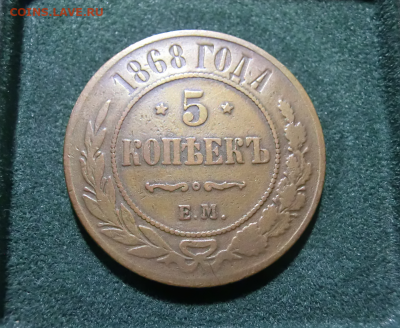 COINS.LAVE.RU
1868 ГОДА
* 5 *
КОПѢЕКЪ
Е.М.